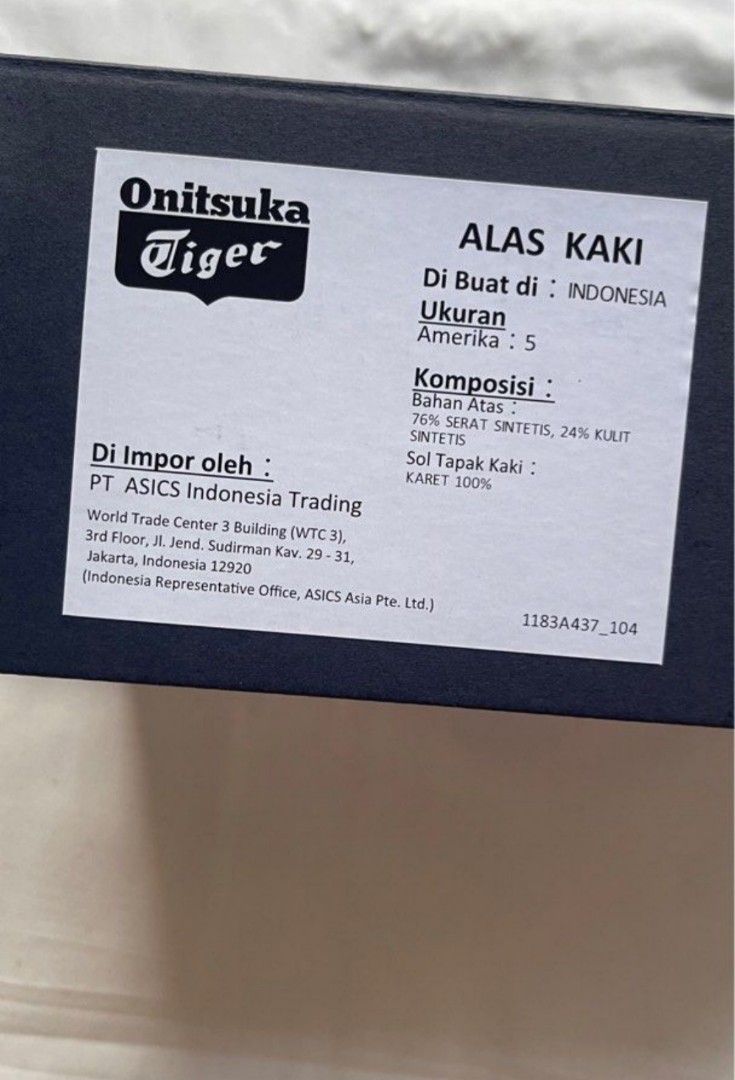 Onitsuka
Tiger
ALAS KAKI
Di Buat di : INDONESIA
Ukuran
Amerika : 5
Komposisi :
Bahan Atas :
76% SERAT SINTETIS, 24% KULIT
SINTETIS
Sol Tapak Kaki :
KARET 100%
Di Impor oleh :
PT ASICS Indonesia Trading
World Trade Center 3 Building (WTC 3),
3rd Floor, Jl. Jend. Sudirman Kav. 29 - 31,
Jakarta, Indonesia 12920
(Indonesia Representative Office, ASICS Asia Pte. Ltd.)
1183A437_104